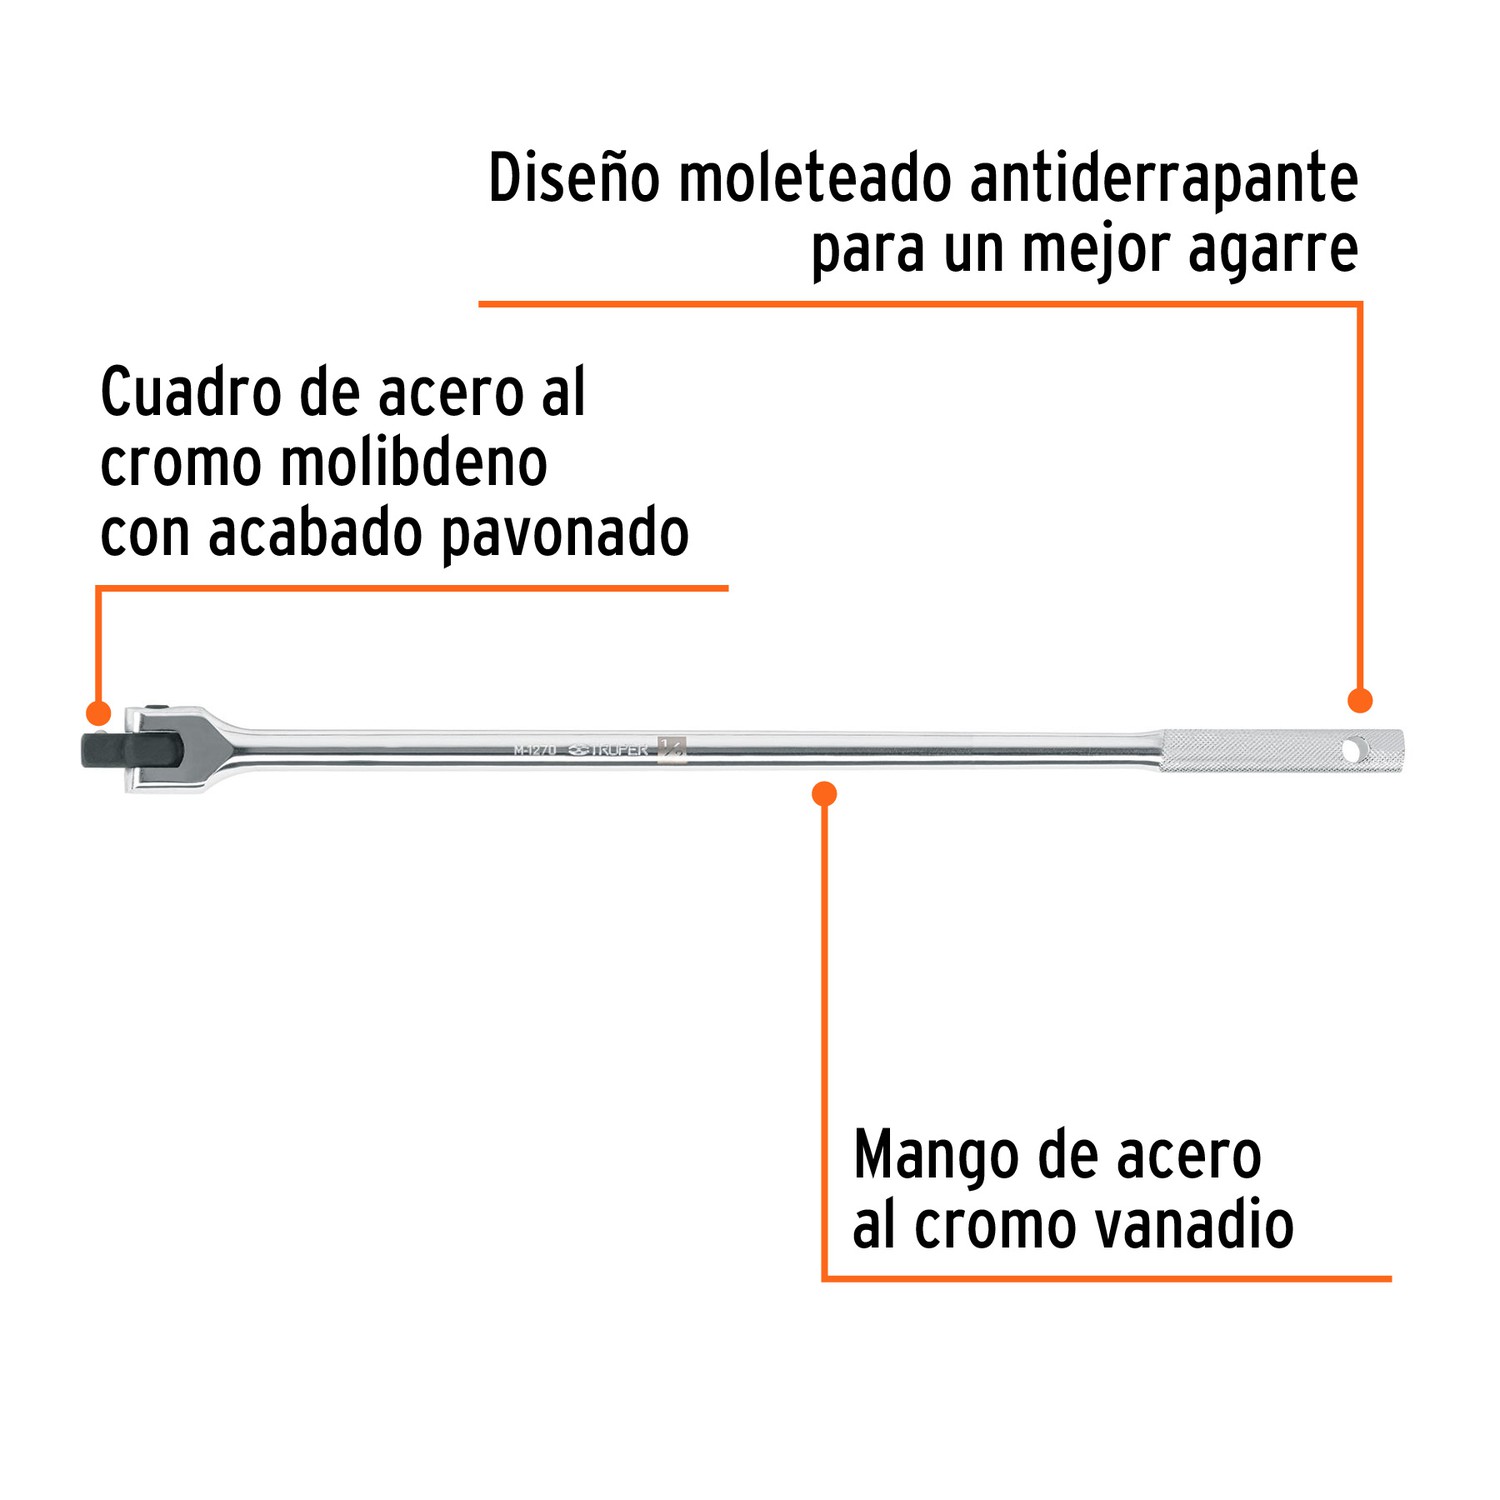 Diseño moleteado antiderrapante
para un mejor agarre
Cuadro de acero al
cromo molibdeno
con acabado pavonado
M-1270 TRUPER
Mango de acero
al cromo vanadio